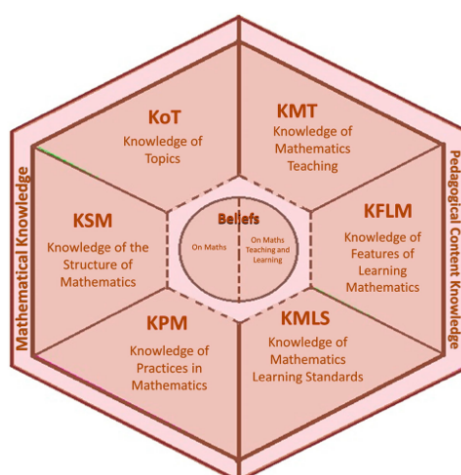 KoT
Knowledge of
Topics
KMT
Knowledge of
Mathematics
Teaching
Mathematical Knowledge
KSM
Knowledge of the
Structure of
Mathematics
Beliefs
On Maths
On Maths
Teaching and
Learning
KFLM
Knowledge of
Features of
Learning
Mathematics
Pedagogical Content Knowledge
KPM
Knowledge of
Practices in
Mathematics
KMLS
Knowledge of
Mathematics
Learning Standards